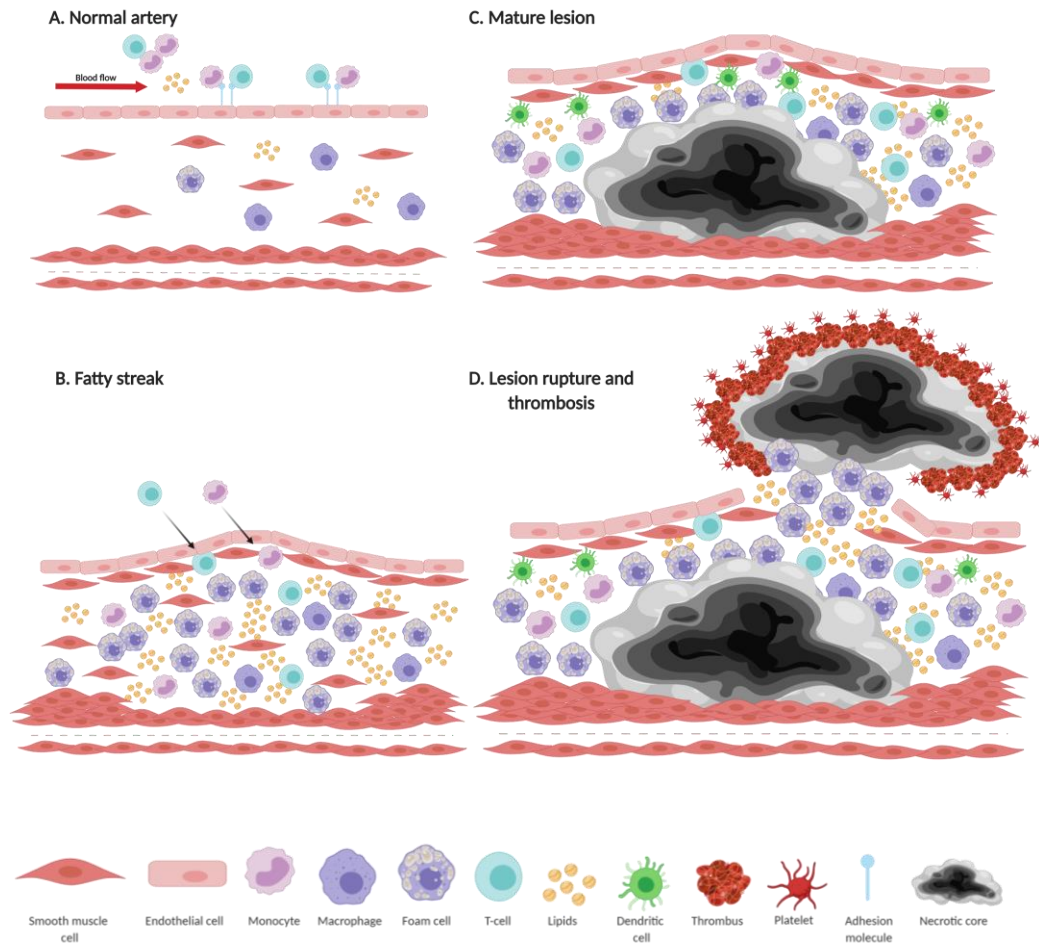 A. Normal artery
Blood flow
C. Mature lesion
B. Fatty streak
D. Lesion rupture and
thrombosis
Smooth muscle
cell
Endothelial cell
Monocyte
Macrophage
Foam cell
T-cell
Lipids
Dendritic
cell
Thrombus
Platelet
Adhesion
molecule
Necrotic core